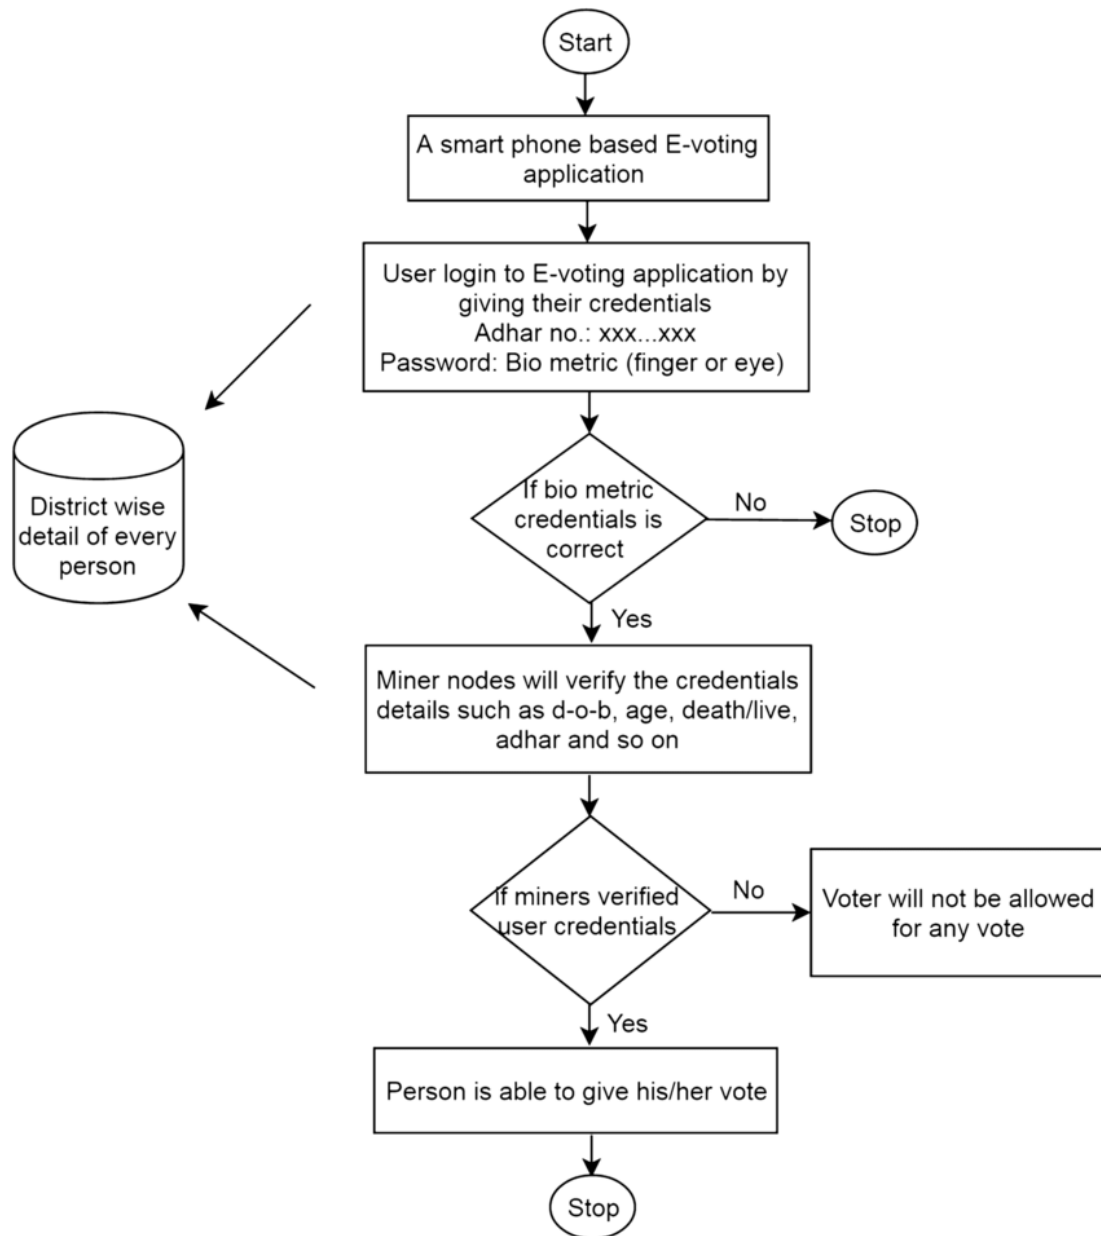 Start
A smart phone based E-voting
application
User login to E-voting application by
giving their credentials
Adhar no.: xxx...xxx
Password: Bio metric (finger or eye)
District wise
detail of every
person
If bio metric
credentials is
correct
No
Stop
Yes
Miner nodes will verify the credentials
details such as d-o-b, age, death/live,
adhar and so on
if miners verified
user credentials
No
Voter will not be allowed
for any vote
Yes
Person is able to give his/her vote
Stop